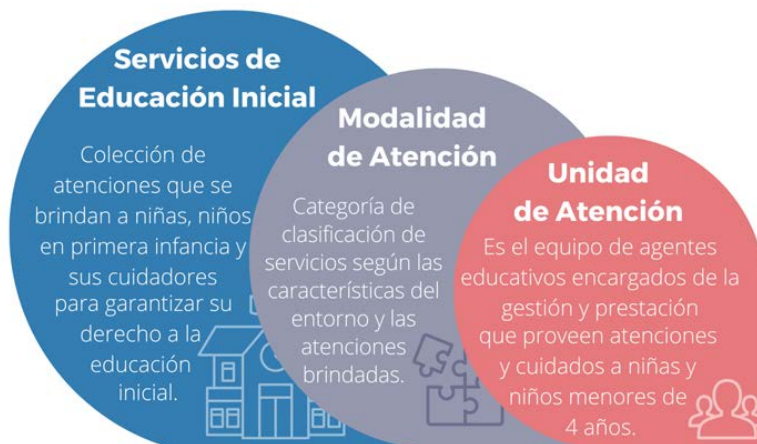 Servicios de
Educación Inicial
Colección de
atenciones que se
brindan a niñas, niños
en primera infancia y
sus cuidadores
para garantizar su
derecho a la
educación
inicial.
Modalidad
de Atención
Categoría de
clasificación de
servicios según las
características del
entorno y las
atenciones
brindadas.
Unidad
de Atención
Es el equipo de agentes
educativos encargados de la
gestión y prestación
que proveen atenciones
y cuidados a niñas y
niños menores de
4 años.